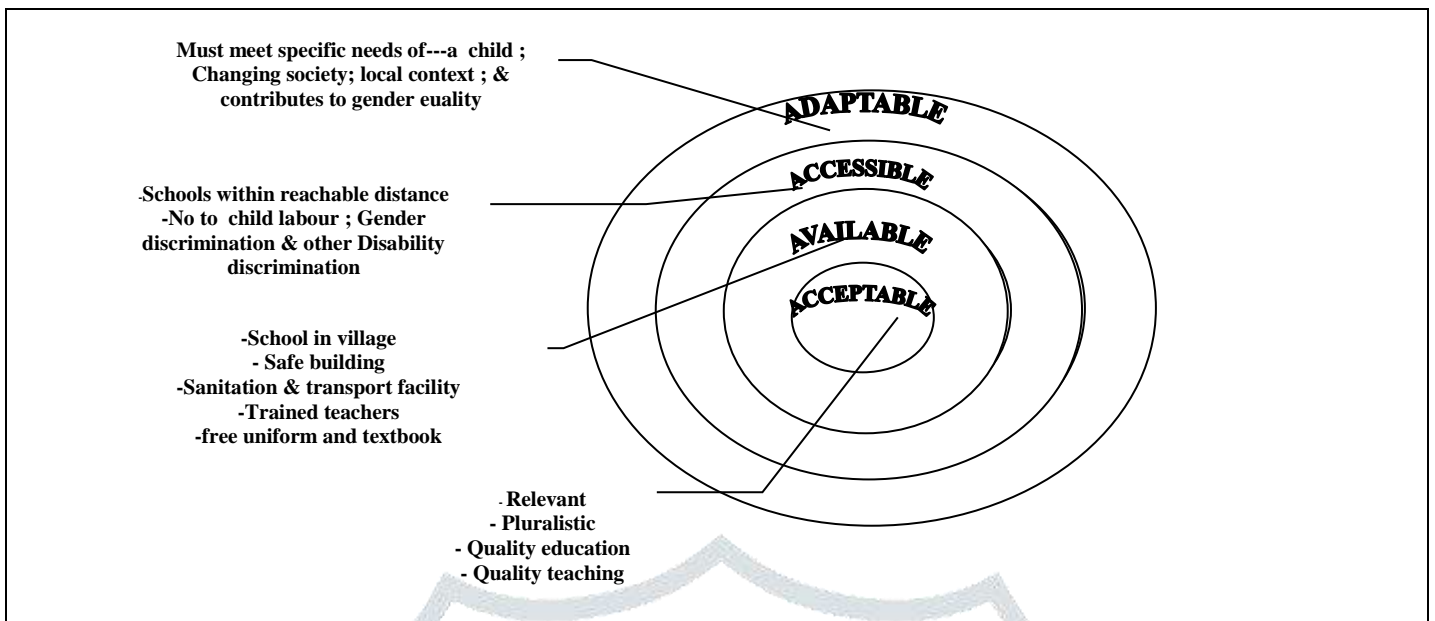 Must meet specific needs of---a child ;
Changing society; local context ; &
contributes to gender euality
ADAPTABLE
ACCESSIBLE
-Schools within reachable distance
-No to child labour ; Gender
discrimination & other Disability
discrimination
AVAILABLE
ACCEPTABLE
-School in village
- Safe building
-Sanitation & transport facility
-Trained teachers
-free uniform and textbook
- Relevant
- Pluralistic
- Quality education
- Quality teaching